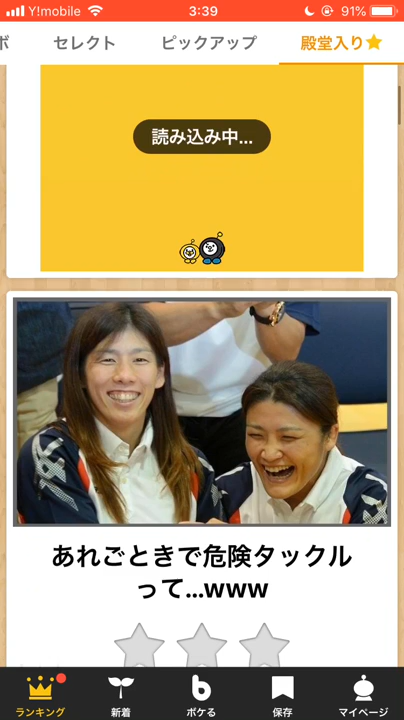 Y!mobile 3:39 91%
ボ セレクト ピックアップ 殿堂入り
読み込み中...
あれごときで危険タックル
って...www
ランキング 新着 ボケる 保存 マイページ